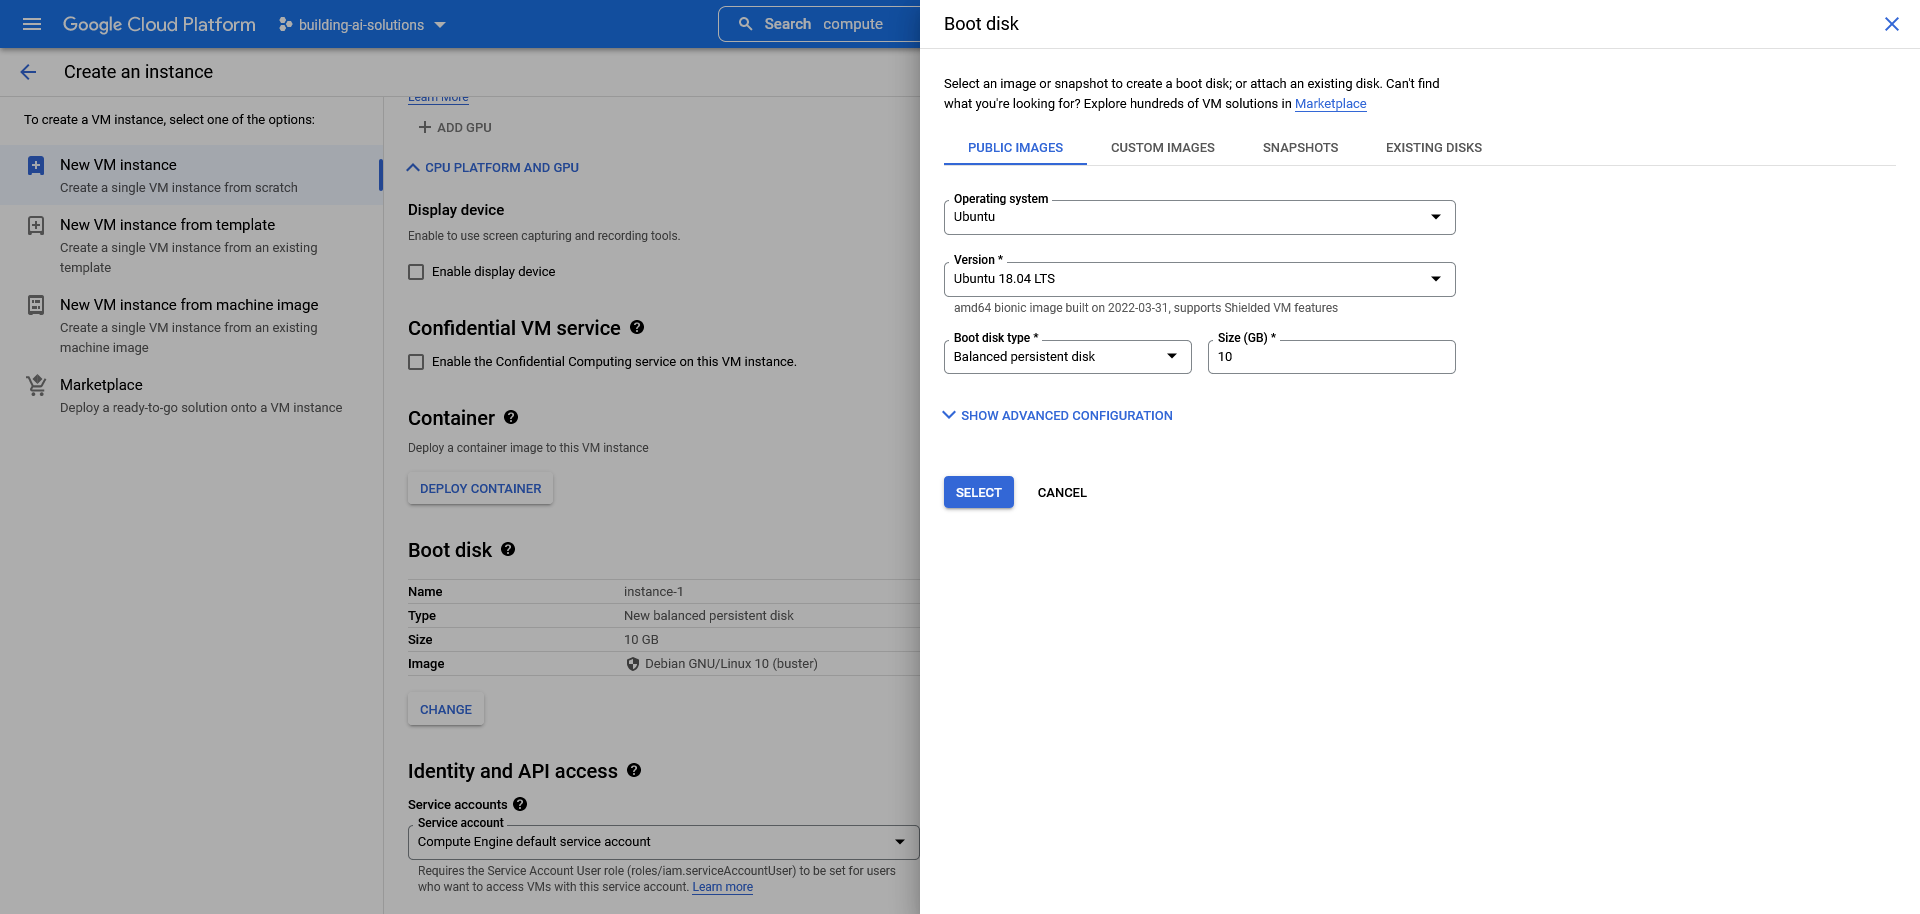 Google Cloud Platform
building-ai-solutions
Search compute
Create an instance
To create a VM instance, select one of the options:
New VM instance
Create a single VM instance from scratch
New VM instance from template
Create a single VM instance from an existing
template
New VM instance from machine image
Create a single VM instance from an existing
machine image
Marketplace
Deploy a ready-to-go solution onto a VM instance
Learn More
ADD GPU
CPU PLATFORM AND GPU
Display device
Enable to use screen capturing and recording tools.
Enable display device
Confidential VM service
Enable the Confidential Computing service on this VM instance.
Container
Deploy a container image to this VM instance
DEPLOY CONTAINER
Boot disk
Name instance-1
Type New balanced persistent disk
Size 10 GB
Image Debian GNU/Linux 10 (buster)
CHANGE
Identity and API access
Service accounts
Service account
Compute Engine default service account
Requires the Service Account User role (roles/iam.serviceAccountUser) to be set for users
who want to access VMs with this service account. Learn more
Boot disk
Select an image or snapshot to create a boot disk; or attach an existing disk. Can't find
what you're looking for? Explore hundreds of VM solutions in Marketplace
PUBLIC IMAGES CUSTOM IMAGES SNAPSHOTS EXISTING DISKS
Operating system
Ubuntu
Version *
Ubuntu 18.04 LTS
amd64 bionic image built on 2022-03-31, supports Shielded VM features
Boot disk type * Size (GB) *
Balanced persistent disk 10
SHOW ADVANCED CONFIGURATION
SELECT CANCEL